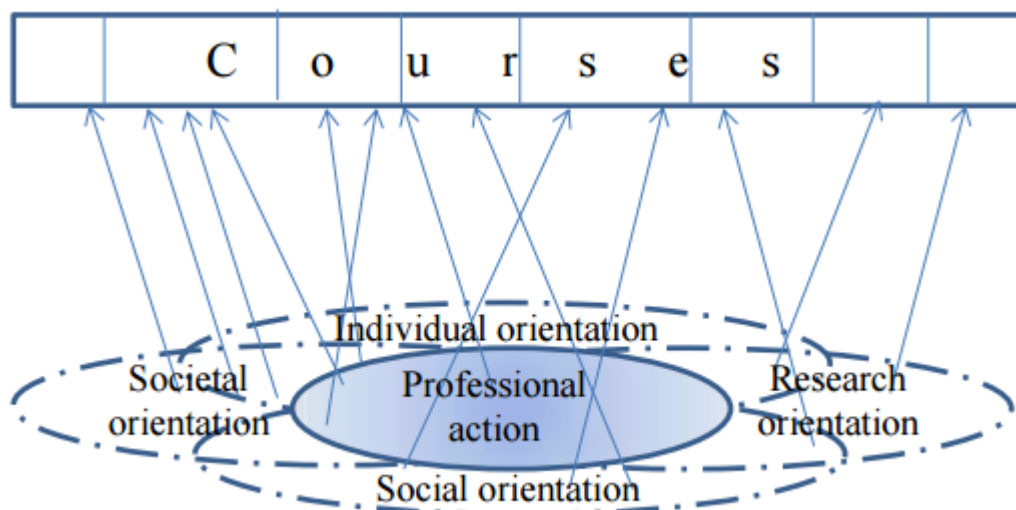 C o u r s e s
Individual orientation
Societal
orientation
Professional
action
Research
orientation
Social orientation